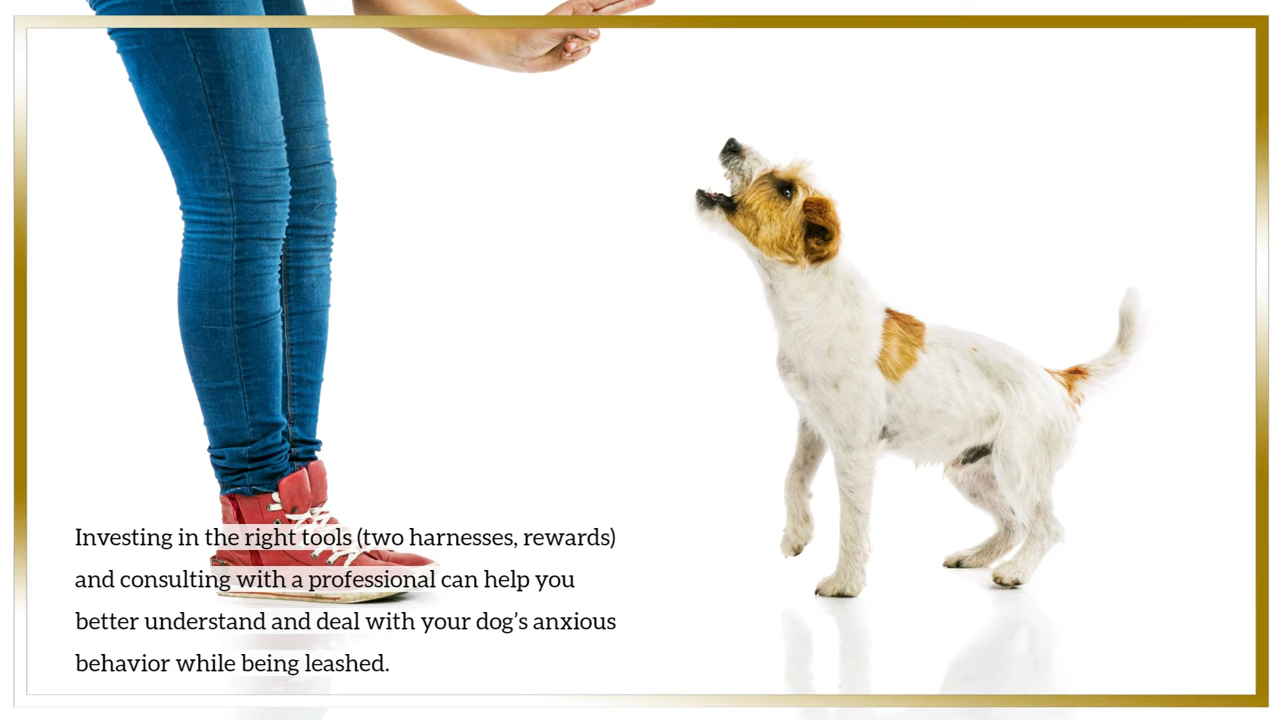 Investing in the right tools (two harnesses, rewards)
and consulting with a professional can help you
better understand and deal with your dog’s anxious
behavior while being leashed.